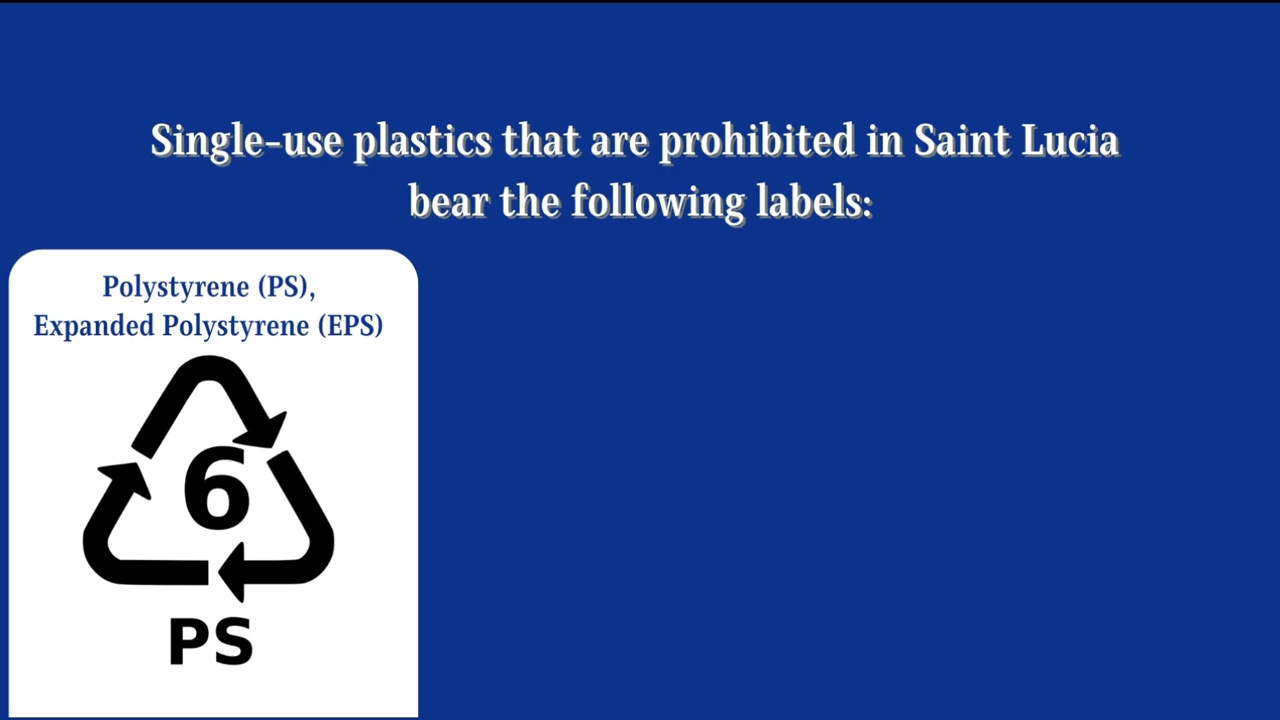 Single-use plastics that are prohibited in Saint Lucia
bear the following labels:
Polystyrene (PS),
Expanded Polystyrene (EPS)
6
PS